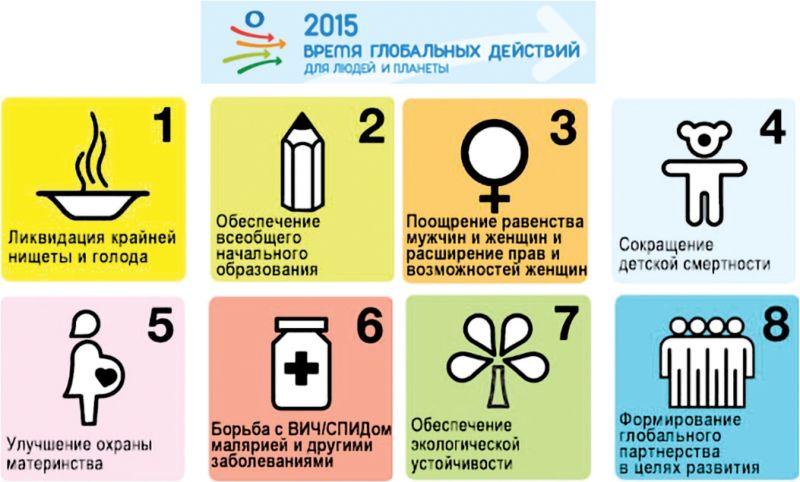 2015
ВРЕМЯ ГЛОБАЛЬНЫХ ДЕЙСТВИЙ
ДЛЯ ЛЮДЕЙ И ПЛАНЕТЫ
1
Ликвидация крайней
нищеты и голода
2
Обеспечение
всеобщего
начального
образования
3
Поощрение равенства
мужчин и женщин и
расширение прав и
возможностей женщин
4
Сокращение
детской смертности
5
Улучшение охраны
материнства
6
Борьба с ВИЧ/СПИДом
малярией и другими
заболеваниями
7
Обеспечение
экологической
устойчивости
8
Формирование
глобального
партнерства
в целях развития